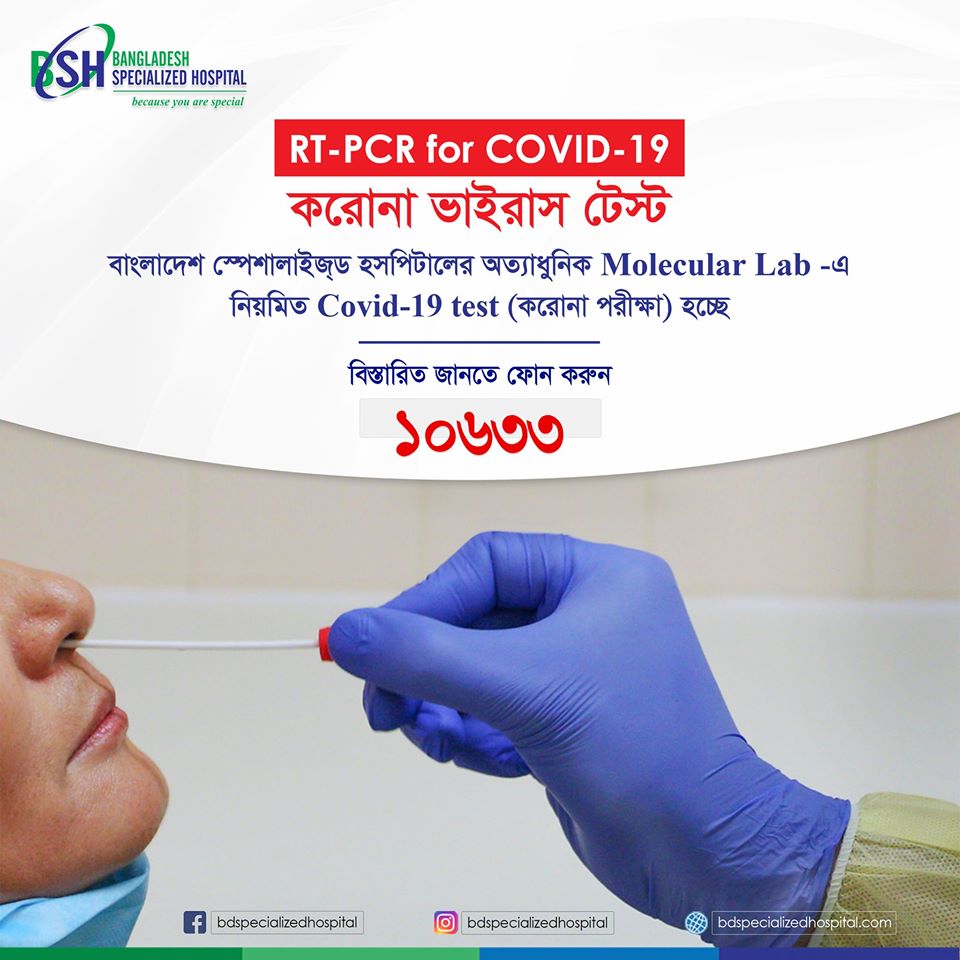 BSH BANGLADESH
SPECIALIZED HOSPITAL
because you are special
RT-PCR for COVID-19
করোনা ভাইরাস টেস্ট
বাংলাদেশ স্পেশালাইজ্‌ড হসপিটালের অত্যাধুনিক Molecular Lab -এ
নিয়মিত Covid-19 test (করোনা পরীক্ষা) হচ্ছে
বিস্তারিত জানতে ফোন করুন
১০৬৩৩
bdspecializedhospital
bdspecializedhospital
bdspecializedhospital.com